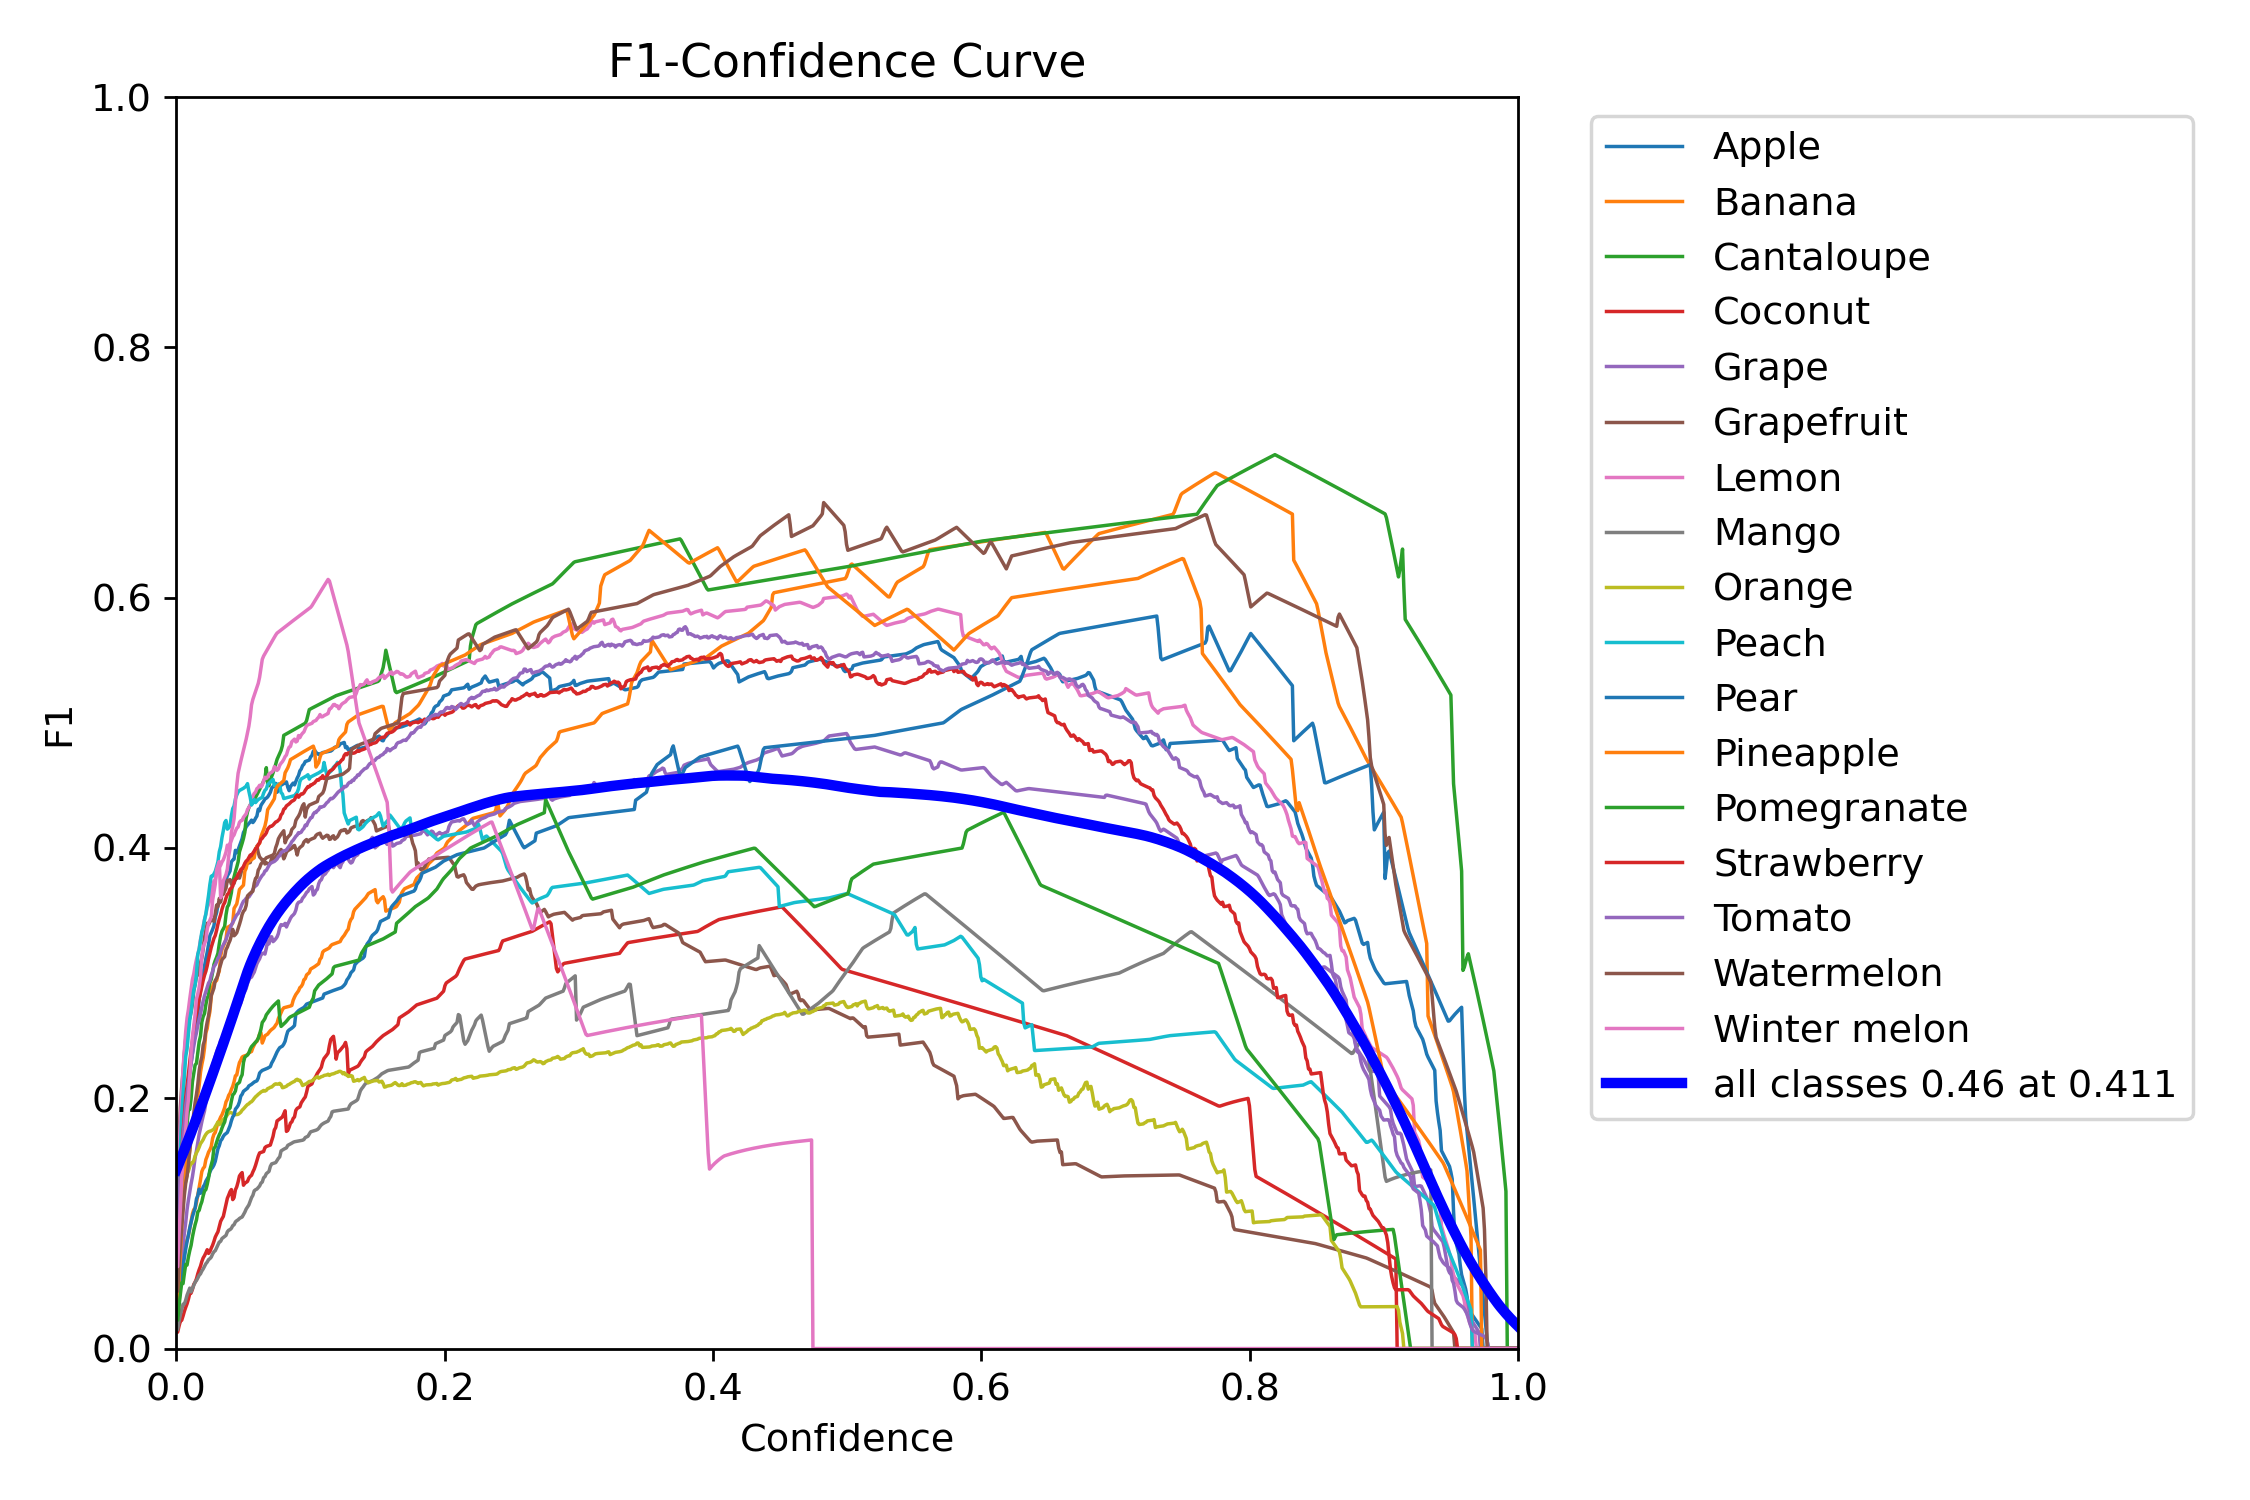 F1-Confidence Curve
1.0
0.8
0.6
0.4
0.2
0.0
F1
0.0 0.2 0.4 0.6 0.8 1.0
Confidence
Apple
Banana
Cantaloupe
Coconut
Grape
Grapefruit
Lemon
Mango
Orange
Peach
Pear
Pineapple
Pomegranate
Strawberry
Tomato
Watermelon
Winter melon
all classes 0.46 at 0.411